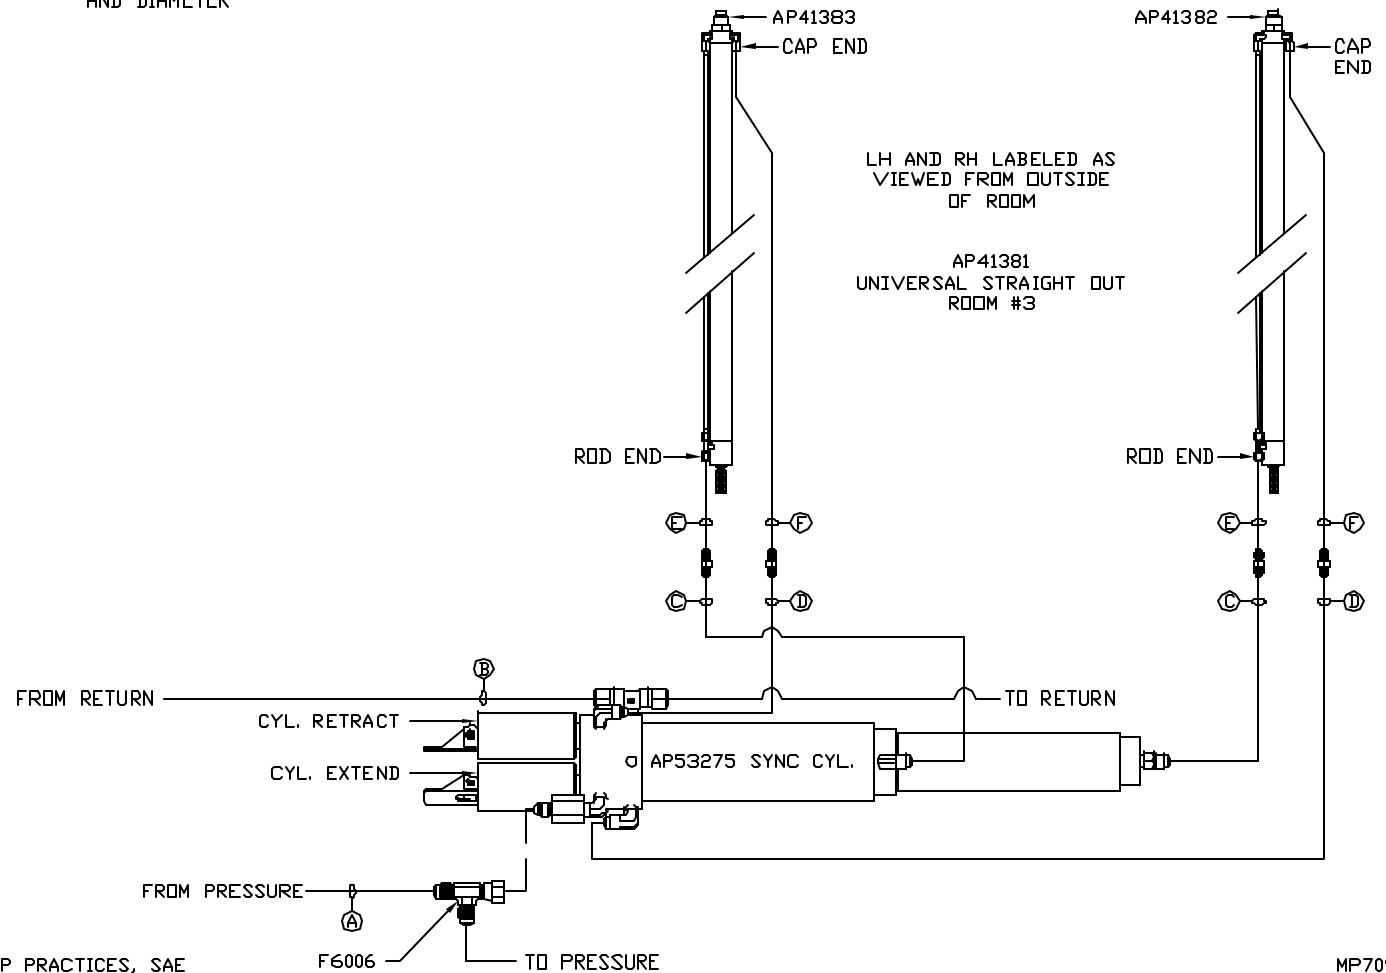 AND DIAMETER
AP41383
CAP END
AP41382
CAP
END
LH AND RH LABELED AS
VIEWED FROM OUTSIDE
OF ROOM
AP41381
UNIVERSAL STRAIGHT OUT
ROOM #3
ROD END
ROD END
E
F
E
F
C
D
C
D
B
FROM RETURN
TO RETURN
CYL. RETRACT
CYL. EXTEND
AP53275 SYNC CYL.
FROM PRESSURE
A
F6006
TO PRESSURE
P PRACTICES, SAE